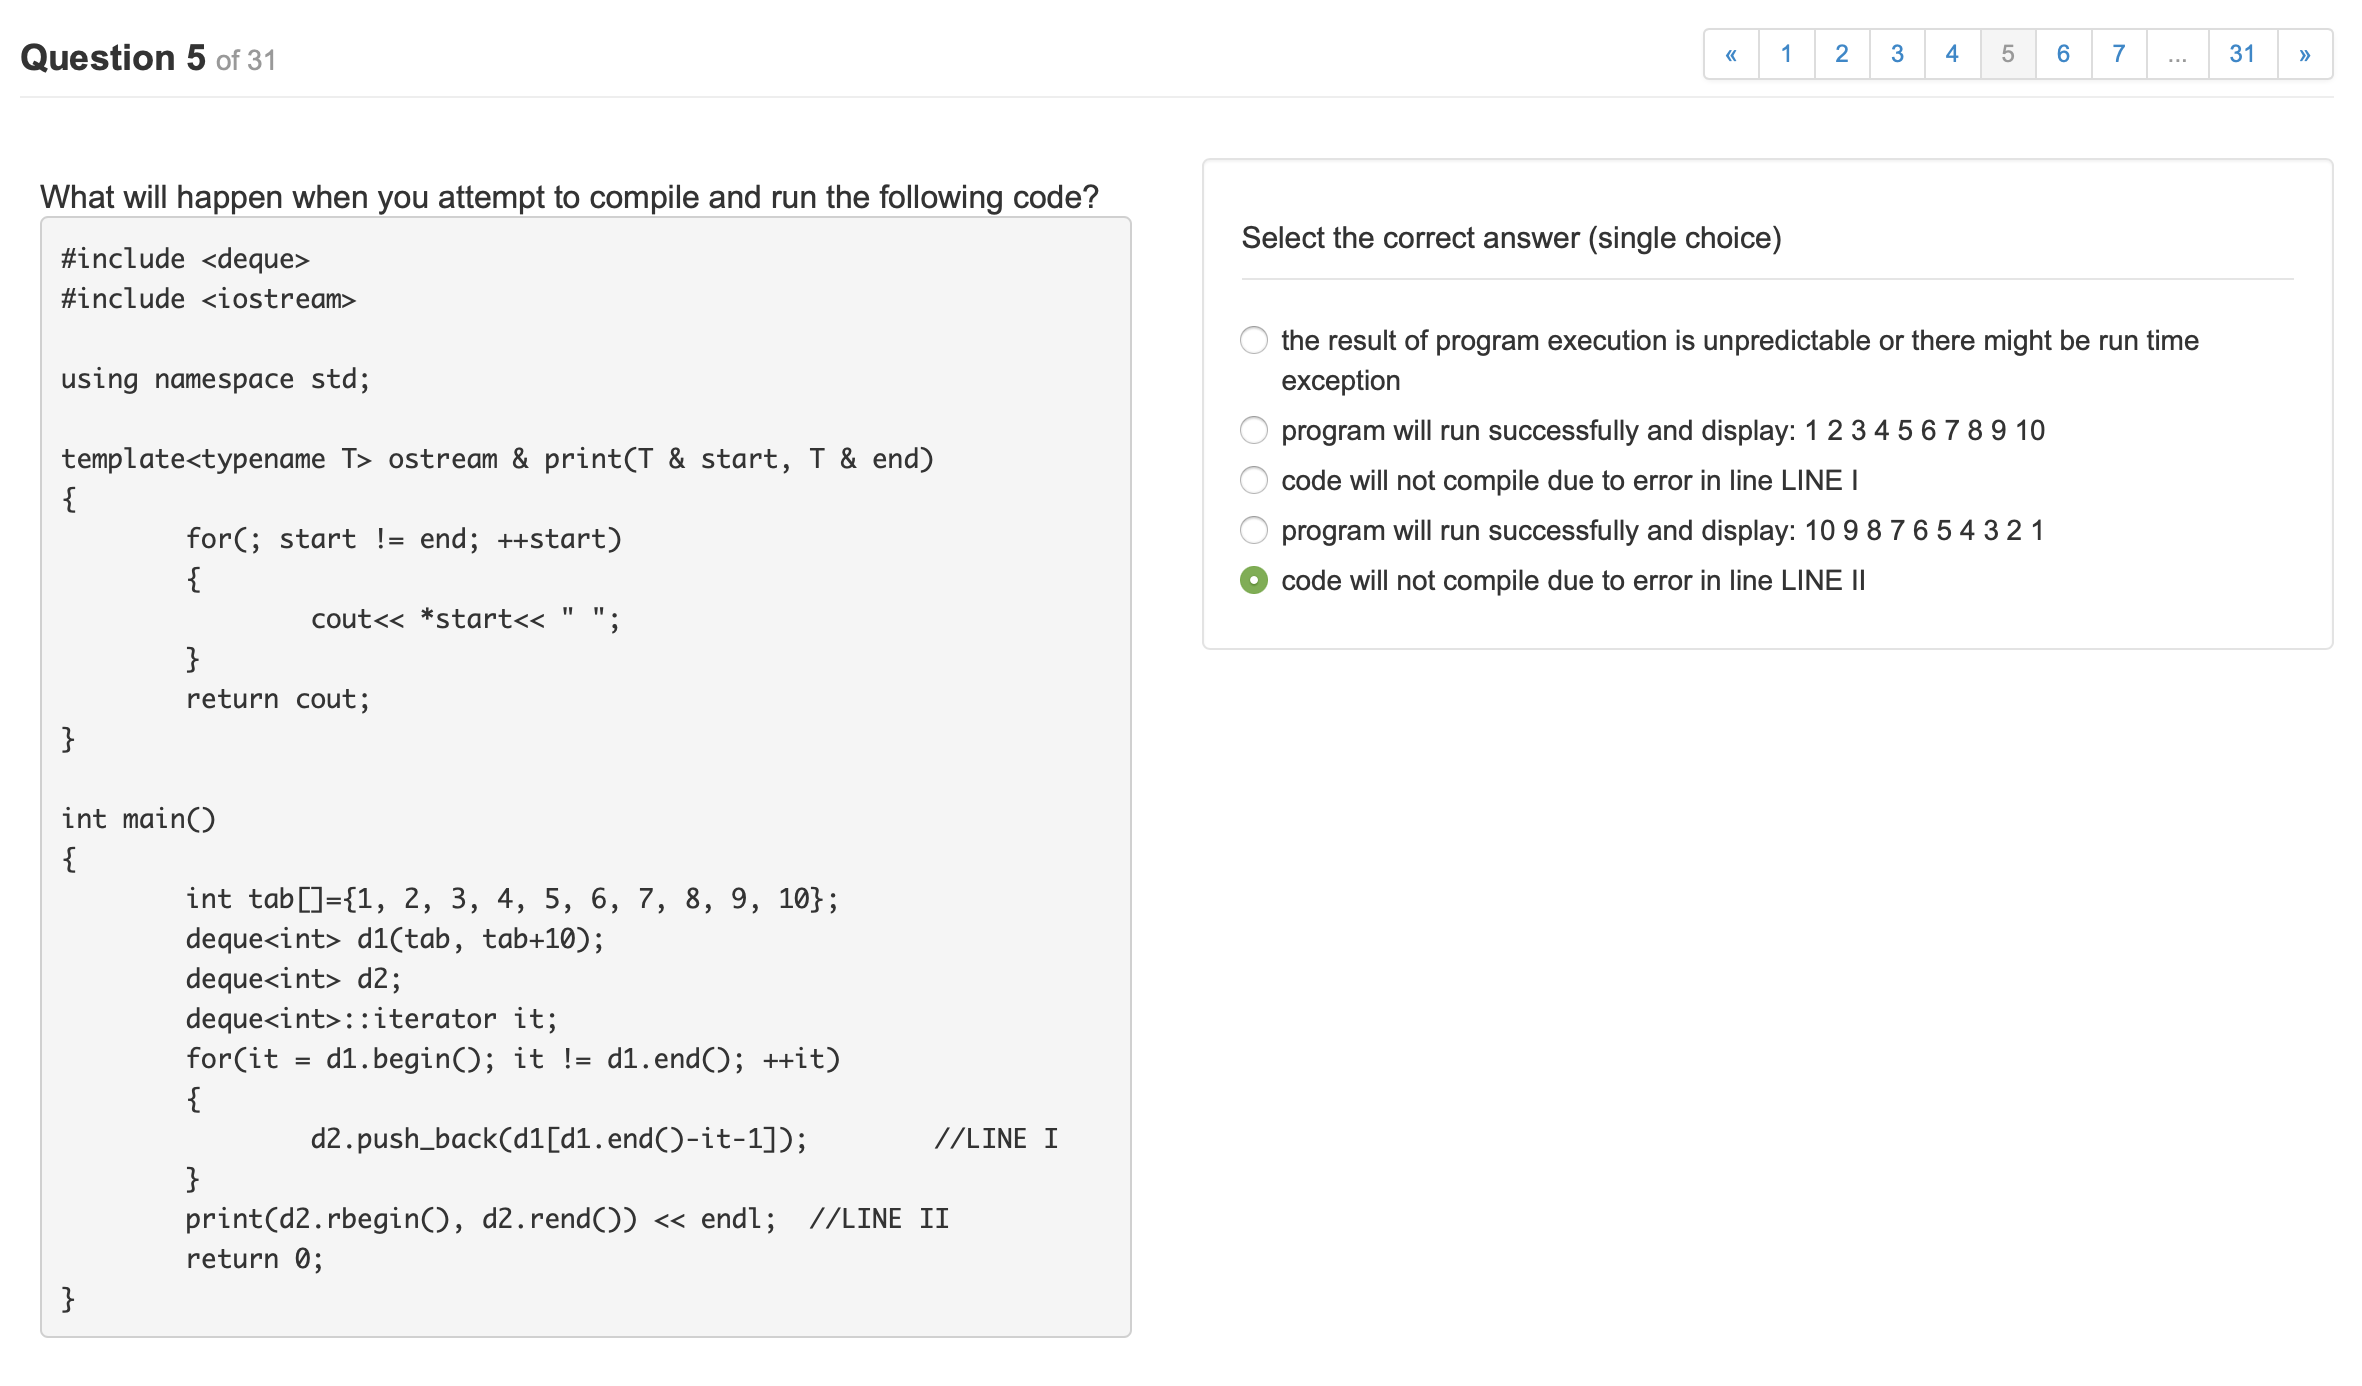 Question 5 of 31
« 1 2 3 4 5 6 7 ... 31 »
What will happen when you attempt to compile and run the following code?
#include <deque>
#include <iostream>
using namespace std;
template<typename T> ostream & print(T & start, T & end)
{
for(; start != end; ++start)
{
cout<< *start<< " ";
}
return cout;
}
int main()
{
int tab[]={1, 2, 3, 4, 5, 6, 7, 8, 9, 10};
deque<int> d1(tab, tab+10);
deque<int> d2;
deque<int>::iterator it;
for(it = d1.begin(); it != d1.end(); ++it)
{
d2.push_back(d1[d1.end()-it-1]); //LINE I
}
print(d2.rbegin(), d2.rend()) << endl; //LINE II
return 0;
}
Select the correct answer (single choice)
the result of program execution is unpredictable or there might be run time
exception
program will run successfully and display: 1 2 3 4 5 6 7 8 9 10
code will not compile due to error in line LINE I
program will run successfully and display: 10 9 8 7 6 5 4 3 2 1
code will not compile due to error in line LINE II